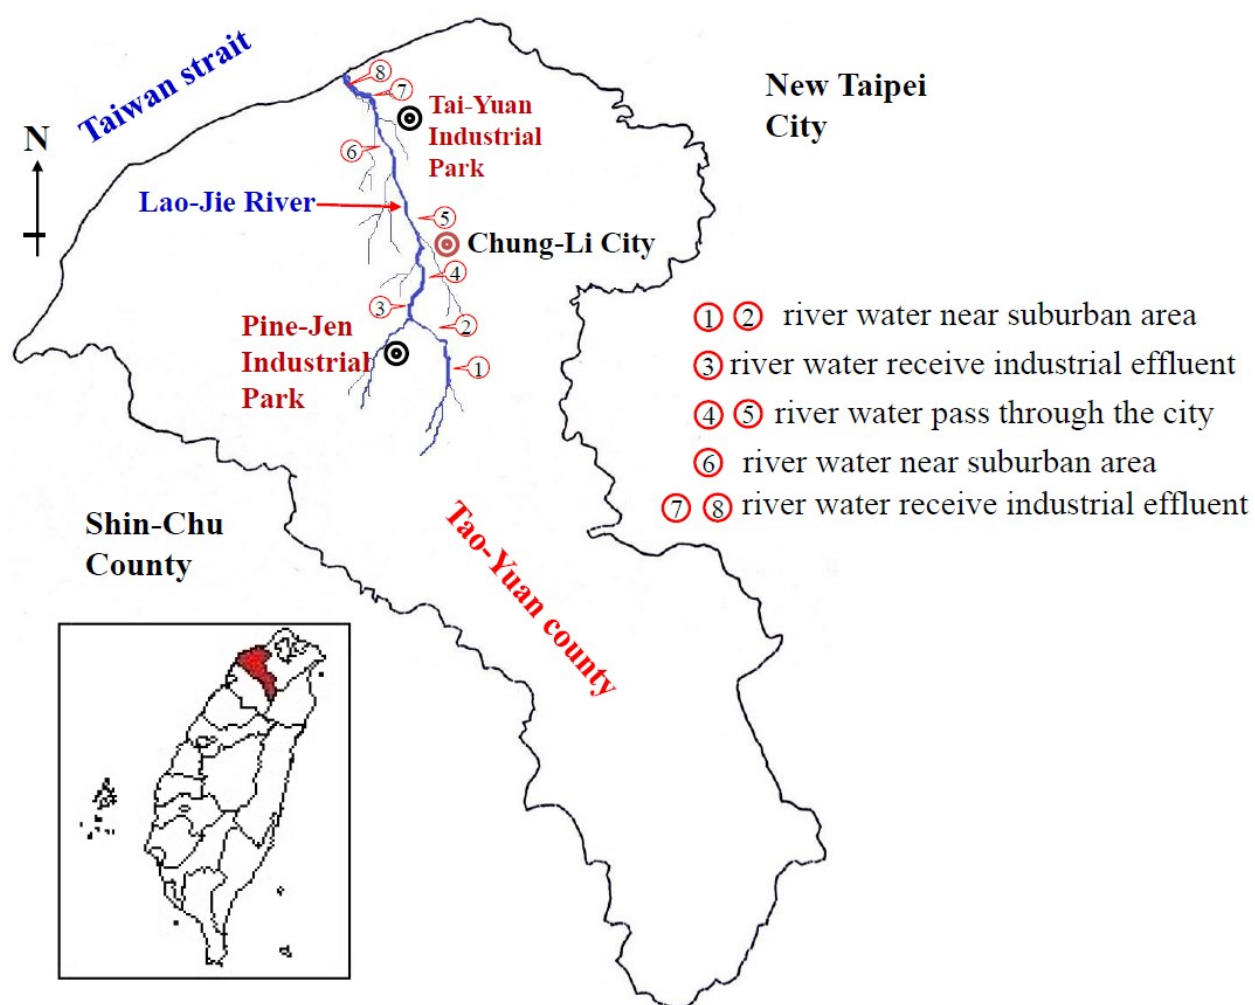 Taiwan strait
N
8
7
Tai-Yuan
Industrial
Park
New Taipei
City
6
Lao-Jie River
5
Chung-Li City
4
3
2
Pine-Jen
Industrial
Park
1
① ② river water near suburban area
③ river water receive industrial effluent
④ ⑤ river water pass through the city
⑥ river water near suburban area
⑦ ⑧ river water receive industrial effluent
Shin-Chu
County
Tao-Yuan county